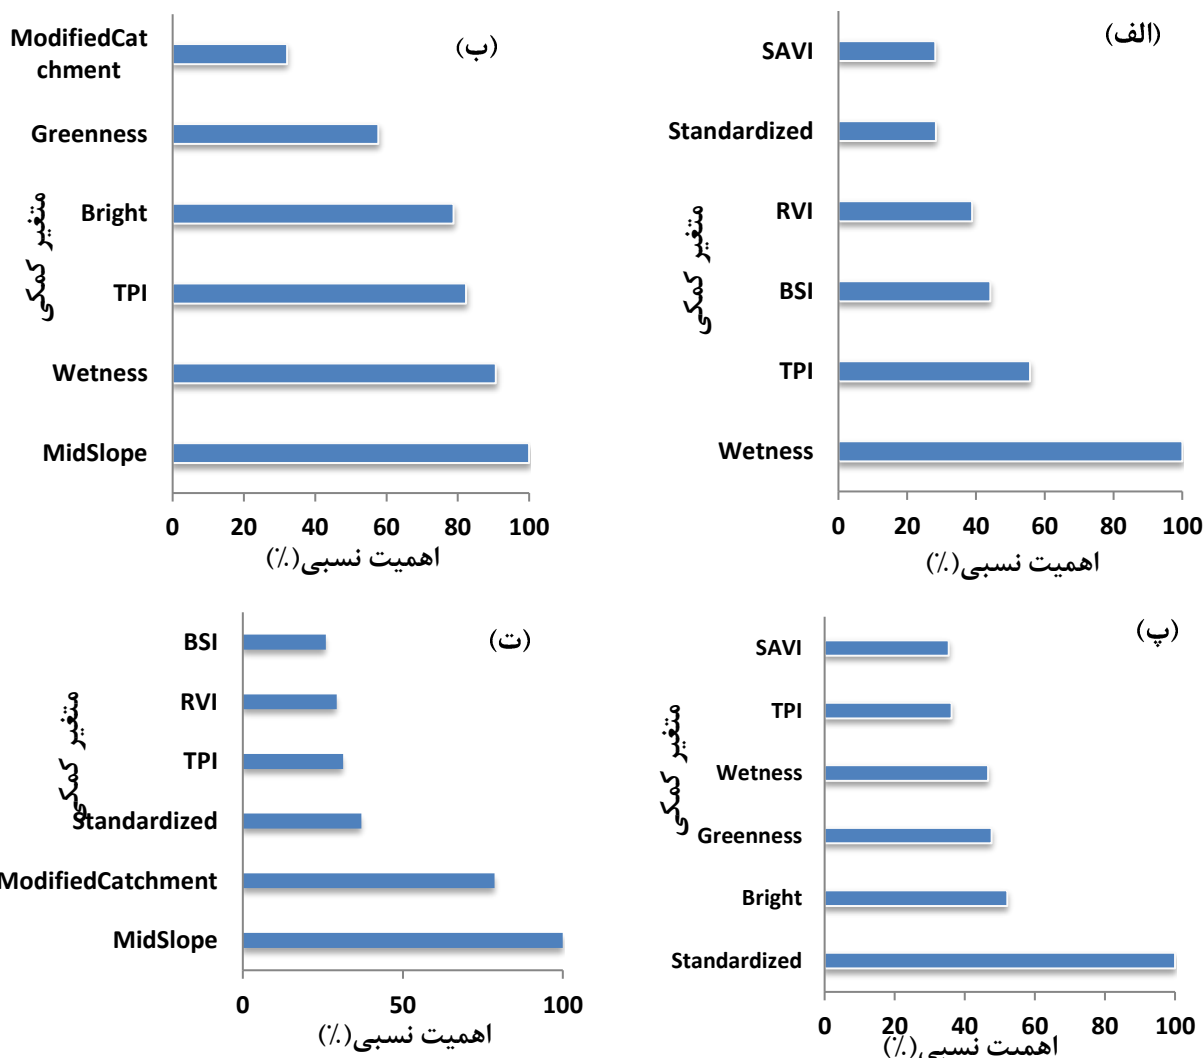 (الف)
SAVI
Standardized
RVI
BSI
TPI
Wetness
متغیر کمکی
0 20 40 60 80 100
اهمیت نسبی(٪)
(ب)
ModifiedCat
chment
Greenness
Bright
TPI
Wetness
MidSlope
متغیر کمکی
0 20 40 60 80 100
اهمیت نسبی(٪)
(پ)
SAVI
TPI
Wetness
Greenness
Bright
Standardized
متغیر کمکی
0 20 40 60 80 100
اهمیت نسبی(٪)
(ت)
BSI
RVI
TPI
Standardized
ModifiedCatchment
MidSlope
متغیر کمکی
0 50 100
اهمیت نسبی(٪)